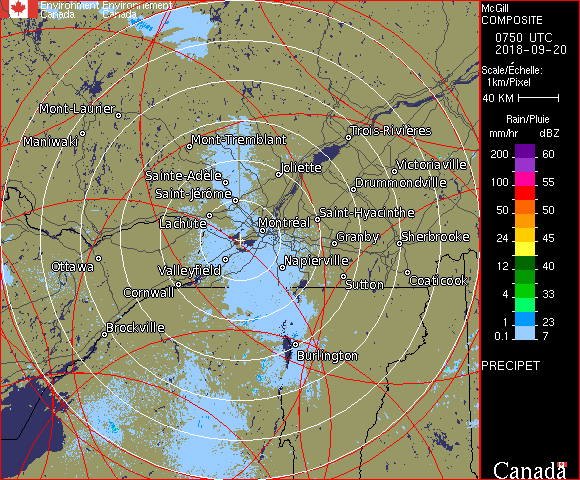 Environment Environnement
Canada Canada
Mont-Laurier
Maniwaki
Mont-Tremblant
Trois-Rivières
Sainte-Adèle
Joliette
Victoriaville
Saint-Jérôme
Drummondville
Lachute
Montréal
Saint-Hyacinthe
Granby
Sherbrooke
Ottawa
Valleyfield
Napierville
Cornwall
Sutton
Coaticook
Brockville
Burlington
McGill
COMPOSITE
0750 UTC
2018-09-20
Scale/Échelle:
1km/Pixel
40 KM
Rain/Pluie
mm/hr dBZ
200 60
100 55
50 50
24 45
12 40
4 33
1 23
0.1 7
PRECIPET
Canada